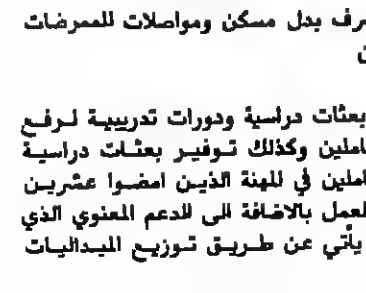 رف بدل مسكن ومواصلات للممرضات
ن
بعثات دراسية ودورات تدريبية لرفع
املين وكذلك توفير بعثات دراسية
املين في المهنة الذين امضوا عشرين
لعمل بالاضافة الى الدعم المعنوي الذي
يأتي عن طريق توزيع الميداليات